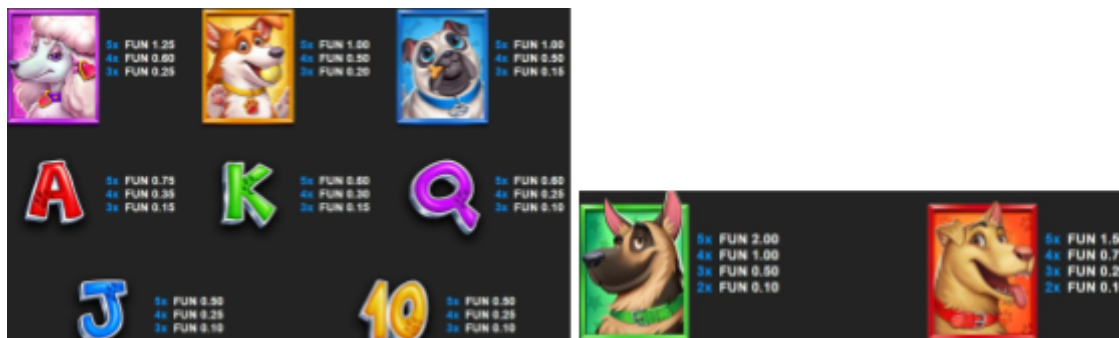 5x FUN 1.25
4x FUN 0.60
3x FUN 0.25
5x FUN 1.00
4x FUN 0.50
3x FUN 0.20
5x FUN 1.00
4x FUN 0.50
3x FUN 0.15
A
5x FUN 0.75
4x FUN 0.35
3x FUN 0.15
K
5x FUN 0.60
4x FUN 0.30
3x FUN 0.15
Q
5x FUN 0.60
4x FUN 0.25
3x FUN 0.10
J
5x FUN 0.50
4x FUN 0.25
3x FUN 0.10
10
5x FUN 0.50
4x FUN 0.25
3x FUN 0.10
5x FUN 2.00
4x FUN 1.00
3x FUN 0.50
2x FUN 0.10
5x FUN 1.5
4x FUN 0.7
3x FUN 0.2
2x FUN 0.1